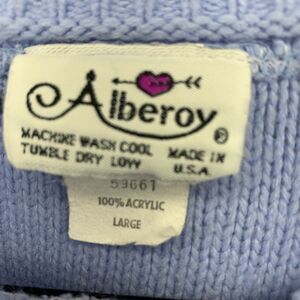 Alberoy ®
MACHINE WASH COOL
TUMBLE DRY LOW
MADE IN
U.S.A.
59661
100% ACRYLIC
LARGE